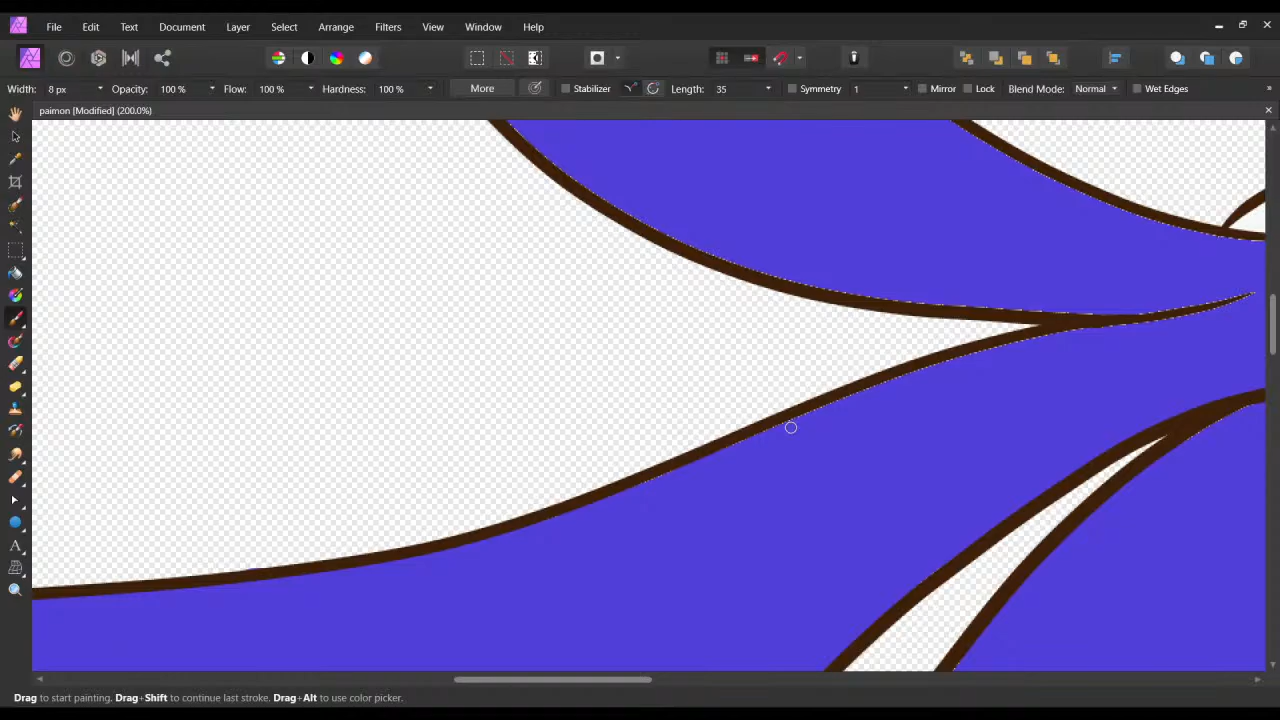 File Edit Text Document Layer Select Arrange Filters View Window Help
Width: 8 px Opacity: 100 % Flow: 100 % Hardness: 100 % More Stabilizer Length: 35 Symmetry 1 Mirror Lock Blend Mode: Normal Wet Edges »
paimon [Modified] (200.0%)
Drag to start painting. Drag+Shift to continue last stroke. Drag+Alt to use color picker.